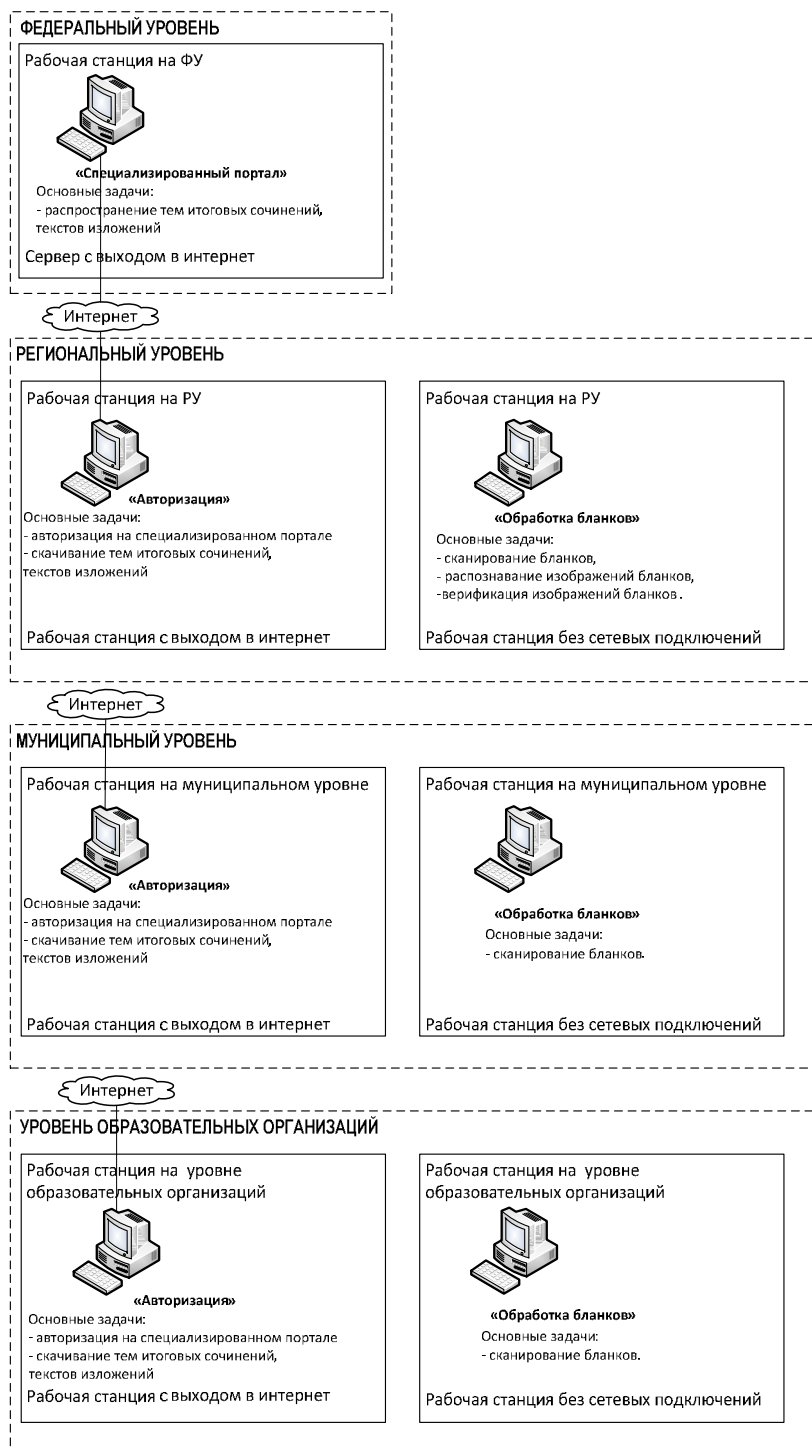 ФЕДЕРАЛЬНЫЙ УРОВЕНЬ
Рабочая станция на ФУ
«Специализированный портал»
Основные задачи:
- распространение тем итоговых сочинений,
текстов изложений
Сервер с выходом в интернет
Интернет
РЕГИОНАЛЬНЫЙ УРОВЕНЬ
Рабочая станция на РУ
«Авторизация»
Основные задачи:
- авторизация на специализированном портале
- скачивание тем итоговых сочинений,
текстов изложений
Рабочая станция с выходом в интернет
Рабочая станция на РУ
«Обработка бланков»
Основные задачи:
- сканирование бланков,
- распознавание изображений бланков,
-верификация изображений бланков.
Рабочая станция без сетевых подключений
Интернет
МУНИЦИПАЛЬНЫЙ УРОВЕНЬ
Рабочая станция на муниципальном уровне
«Авторизация»
Основные задачи:
- авторизация на специализированном портале
- скачивание тем итоговых сочинений,
текстов изложений
Рабочая станция с выходом в интернет
Рабочая станция на муниципальном уровне
«Обработка бланков»
Основные задачи:
- сканирование бланков.
Рабочая станция без сетевых подключений
Интернет
УРОВЕНЬ ОБРАЗОВАТЕЛЬНЫХ ОРГАНИЗАЦИЙ
Рабочая станция на уровне
образовательных организаций
«Авторизация»
Основные задачи:
- авторизация на специализированном портале
- скачивание тем итоговых сочинений,
текстов изложений
Рабочая станция с выходом в интернет
Рабочая станция на уровне
образовательных организаций
«Обработка бланков»
Основные задачи:
- сканирование бланков.
Рабочая станция без сетевых подключений